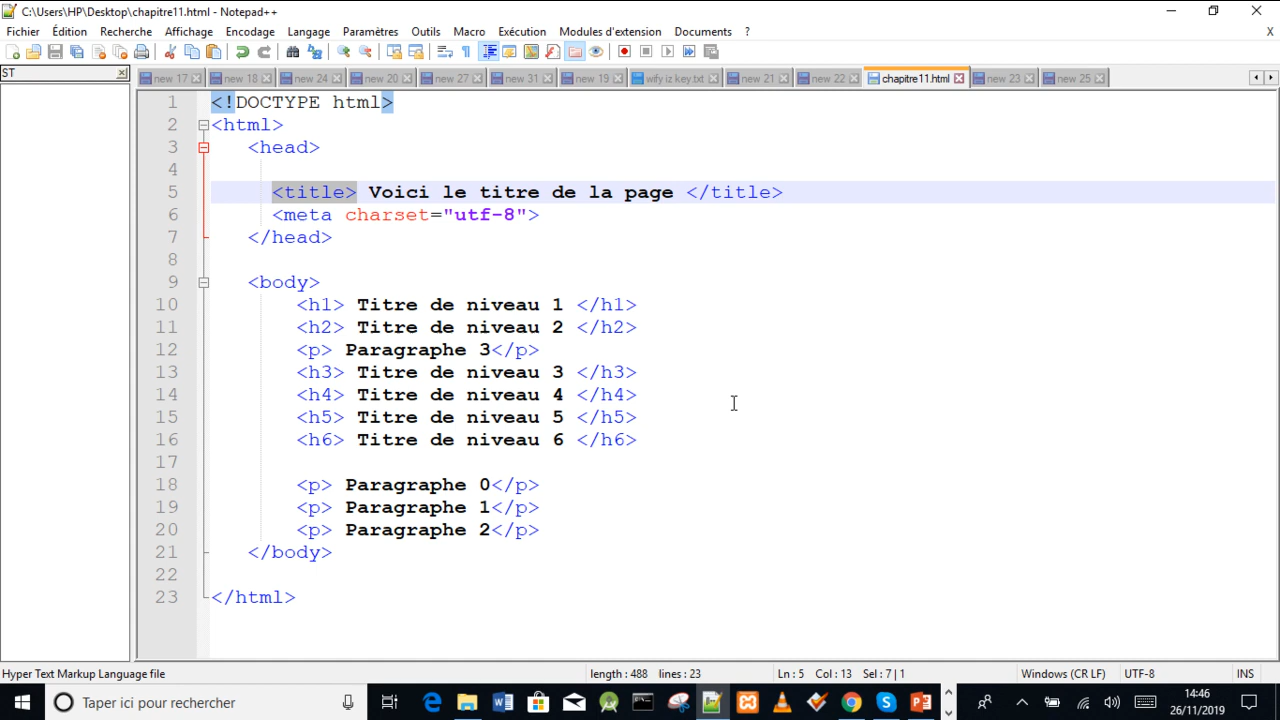 C:\Users\HP\Desktop\chapitre11.html - Notepad++
Fichier Édition Recherche Affichage Encodage Langage Paramètres Outils Macro Exécution Modules d'extension Documents ? X
ST
new 17 new 18 new 24 new 20 new 27 new 31 new 19 wify iz key.txt new 21 new 22 chapitre11.html new 23 new 25
1 <!DOCTYPE html>
2 <html>
3 <head>
4
5 <title> Voici le titre de la page </title>
6 <meta charset="utf-8">
7 </head>
8
9 <body>
10 <h1> Titre de niveau 1 </h1>
11 <h2> Titre de niveau 2 </h2>
12 <p> Paragraphe 3</p>
13 <h3> Titre de niveau 3 </h3>
14 <h4> Titre de niveau 4 </h4>
15 <h5> Titre de niveau 5 </h5>
16 <h6> Titre de niveau 6 </h6>
17
18 <p> Paragraphe 0</p>
19 <p> Paragraphe 1</p>
20 <p> Paragraphe 2</p>
21 </body>
22
23 </html>
Hyper Text Markup Language file length : 488 lines : 23 Ln : 5 Col : 13 Sel : 7 | 1 Windows (CR LF) UTF-8 INS
Taper ici pour rechercher 14:46
26/11/2019